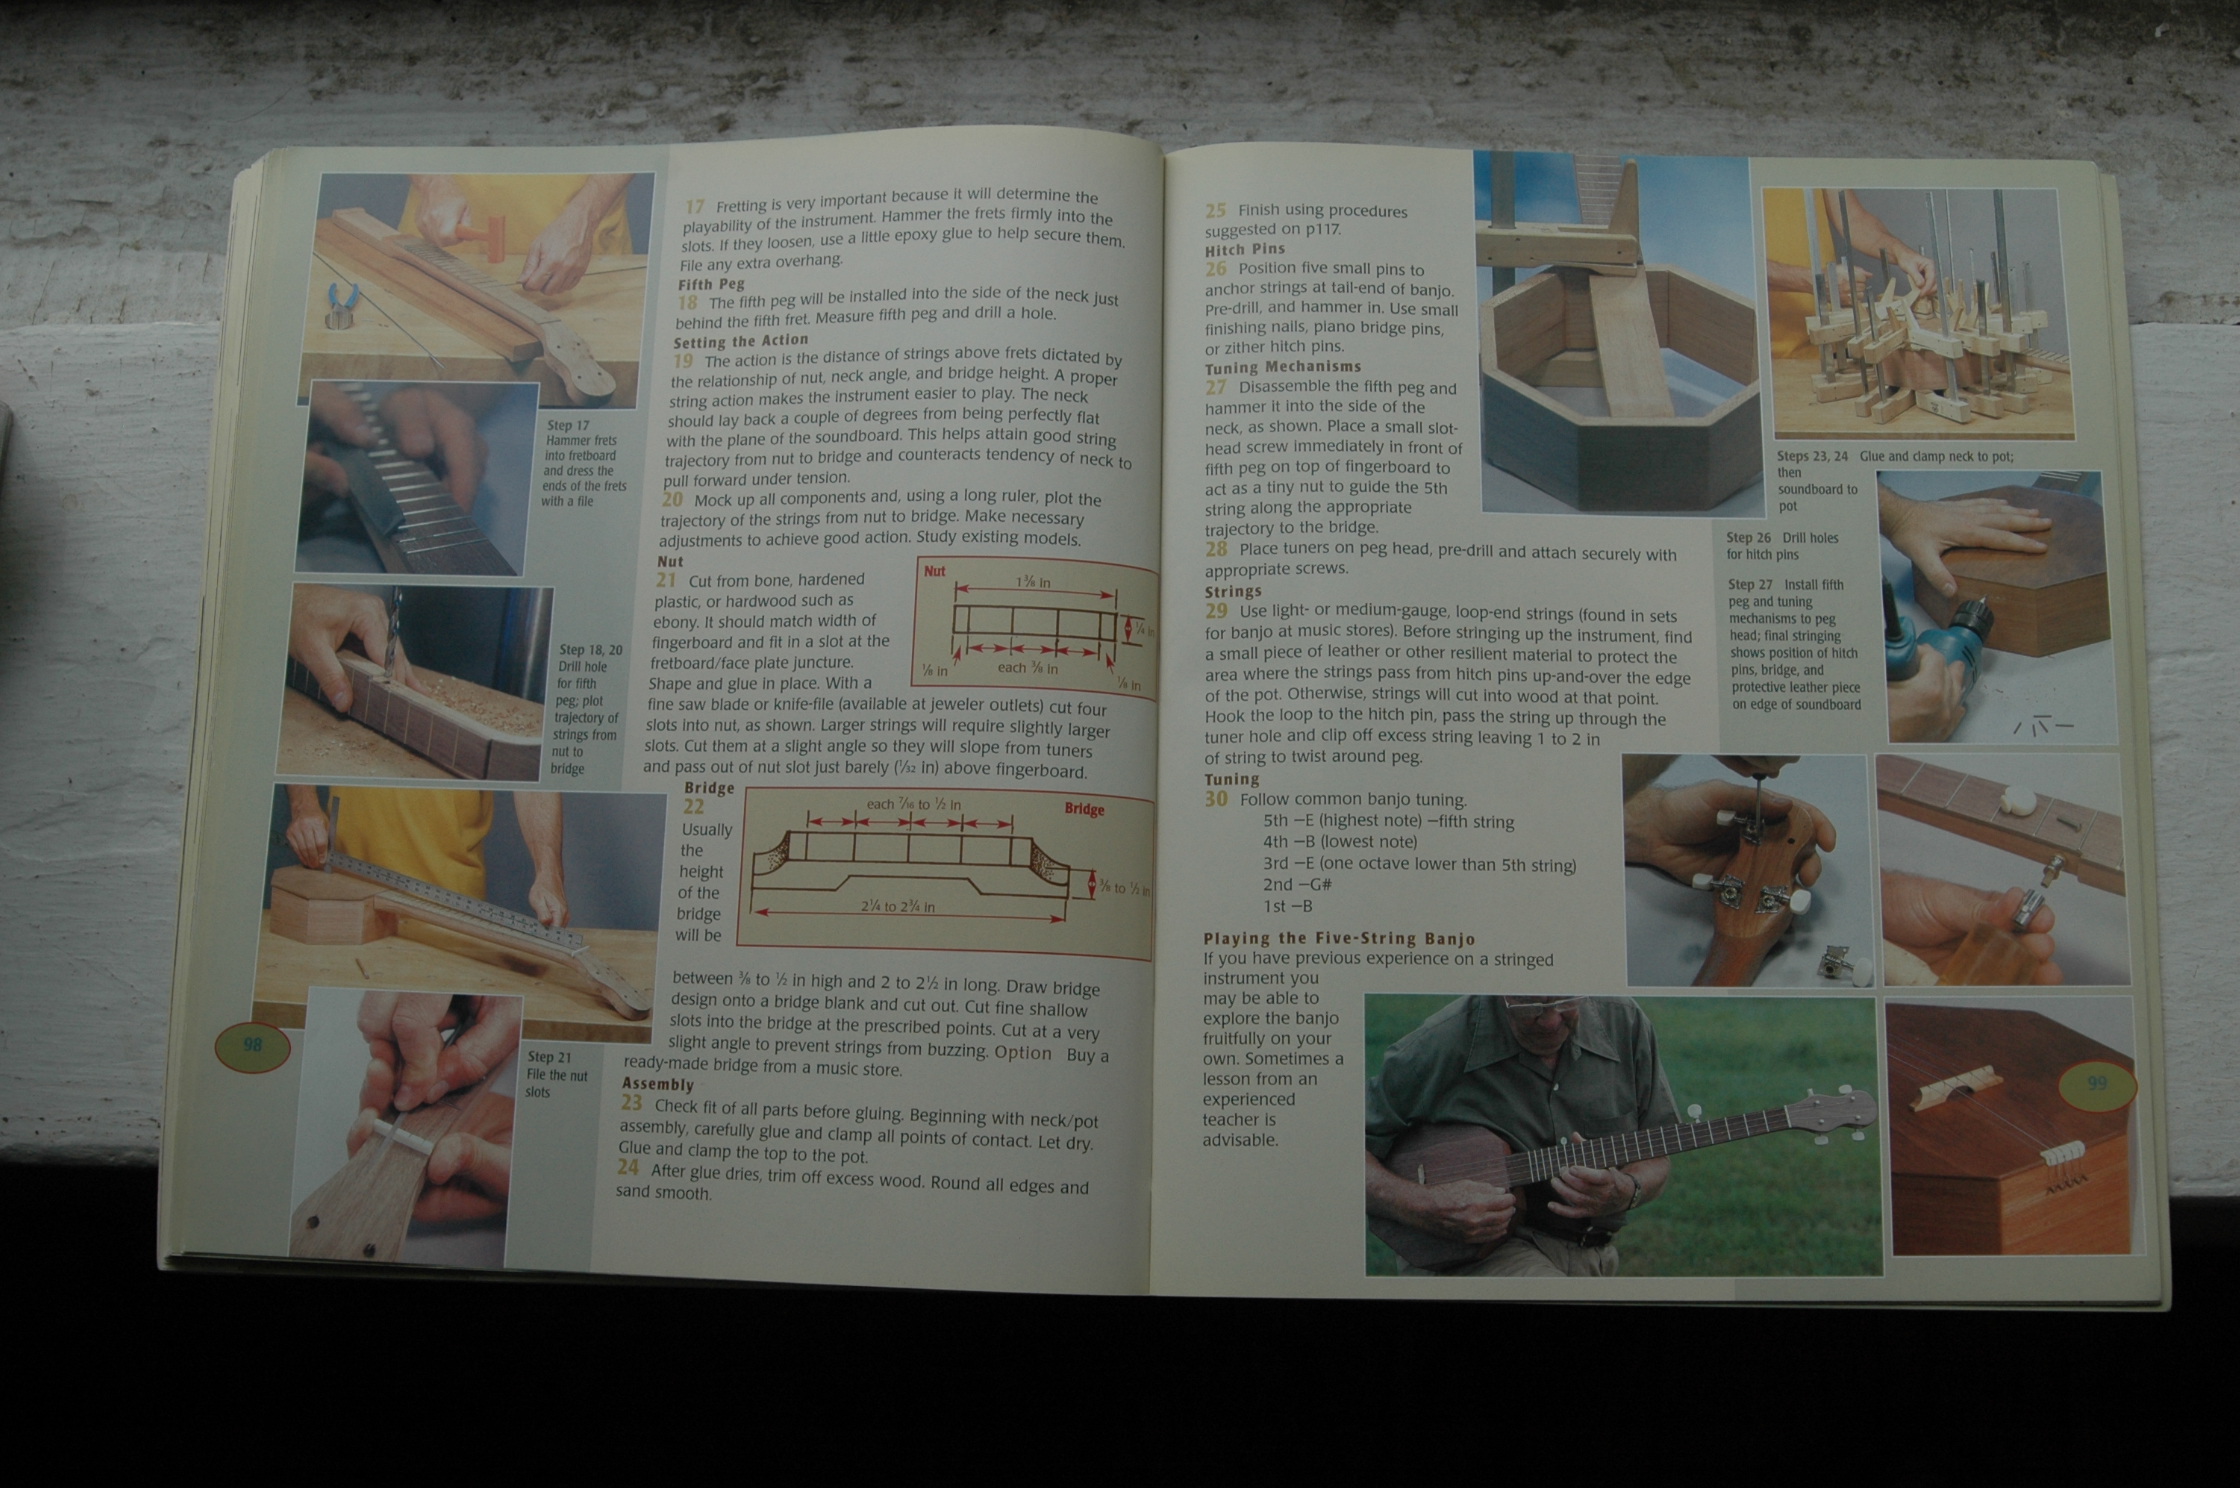 17 Fretting is very important because it will determine the
playability of the instrument. Hammer the frets firmly into the
slots. If they loosen, use a little epoxy glue to help secure them.
File any extra overhang.
Fifth Peg
18 The fifth peg will be installed into the side of the neck just
behind the fifth fret. Measure fifth peg and drill a hole.
Setting the Action
19 The action is the distance of strings above frets dictated by
the relationship of nut, neck angle, and bridge height. A proper
string action makes the instrument easier to play. The neck
should lay back a couple of degrees from being perfectly flat
with the plane of the soundboard. This helps attain good string
trajectory from nut to bridge and counteracts tendency of neck to
pull forward under tension.
20 Mock up all components and, using a long ruler, plot the
trajectory of the strings from nut to bridge. Make necessary
adjustments to achieve good action. Study existing models.
Nut
21 Cut from bone, hardened
plastic, or hardwood such as
ebony. It should match width of
fingerboard and fit in a slot at the
fretboard/face plate juncture.
Shape and glue in place. With a
fine saw blade or knife-file (available at jeweler outlets) cut four
slots into nut, as shown. Larger strings will require slightly larger
slots. Cut them at a slight angle so they will slope from tuners
and pass out of nut slot just barely (1/32 in) above fingerboard.
Nut
1⅜ in
¼ in
⅛ in
each ⅜ in
⅛ in
Bridge
22
Usually
the
height
of the
bridge
will be
each 7/16 to ½ in
Bridge
⅜ to ½ in
2¼ to 2¾ in
between ⅜ to ½ in high and 2 to 2½ in long. Draw bridge
design onto a bridge blank and cut out. Cut fine shallow
slots into the bridge at the prescribed points. Cut at a very
slight angle to prevent strings from buzzing. Option Buy a
ready-made bridge from a music store.
Assembly
23 Check fit of all parts before gluing. Beginning with neck/pot
assembly, carefully glue and clamp all points of contact. Let dry.
Glue and clamp the top to the pot.
24 After glue dries, trim off excess wood. Round all edges and
sand smooth.
Step 17
Hammer frets
into fretboard
and dress the
ends of the frets
with a file
Step 18, 20
Drill hole
for fifth
peg; plot
trajectory of
strings from
nut to
bridge
Step 21
File the nut
slots
98
25 Finish using procedures
suggested on p117.
Hitch Pins
26 Position five small pins to
anchor strings at tail-end of banjo.
Pre-drill, and hammer in. Use small
finishing nails, piano bridge pins,
or zither hitch pins.
Tuning Mechanisms
27 Disassemble the fifth peg and
hammer it into the side of the
neck, as shown. Place a small slot-
head screw immediately in front of
fifth peg on top of fingerboard to
act as a tiny nut to guide the 5th
string along the appropriate
trajectory to the bridge.
28 Place tuners on peg head, pre-drill and attach securely with
appropriate screws.
Strings
29 Use light- or medium-gauge, loop-end strings (found in sets
for banjo at music stores). Before stringing up the instrument, find
a small piece of leather or other resilient material to protect the
area where the strings pass from hitch pins up-and-over the edge
of the pot. Otherwise, strings will cut into wood at that point.
Hook the loop to the hitch pin, pass the string up through the
tuner hole and clip off excess string leaving 1 to 2 in
of string to twist around peg.
Tuning
30 Follow common banjo tuning.
5th —E (highest note) —fifth string
4th —B (lowest note)
3rd —E (one octave lower than 5th string)
2nd —G#
1st —B
Playing the Five-String Banjo
If you have previous experience on a stringed
instrument you
may be able to
explore the banjo
fruitfully on your
own. Sometimes a
lesson from an
experienced
teacher is
advisable.
Steps 23, 24 Glue and clamp neck to pot;
then
soundboard to
pot
Step 26 Drill holes
for hitch pins
Step 27 Install fifth
peg and tuning
mechanisms to peg
head; final stringing
shows position of hitch
pins, bridge, and
protective leather piece
on edge of soundboard
99